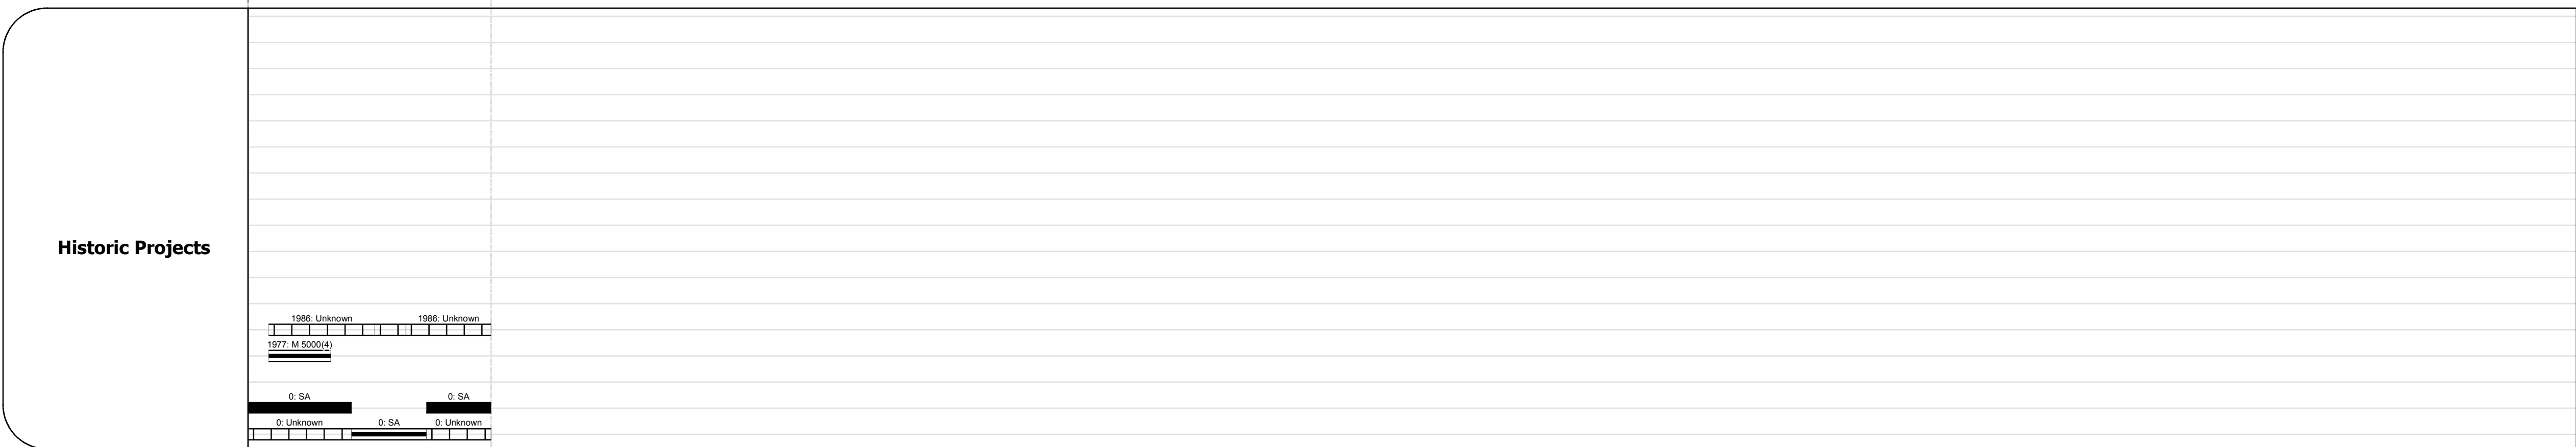 Historic Projects
1986: Unknown 1986: Unknown
1977: M 5000(4)
0: SA 0: SA
0: Unknown 0: SA 0: Unknown